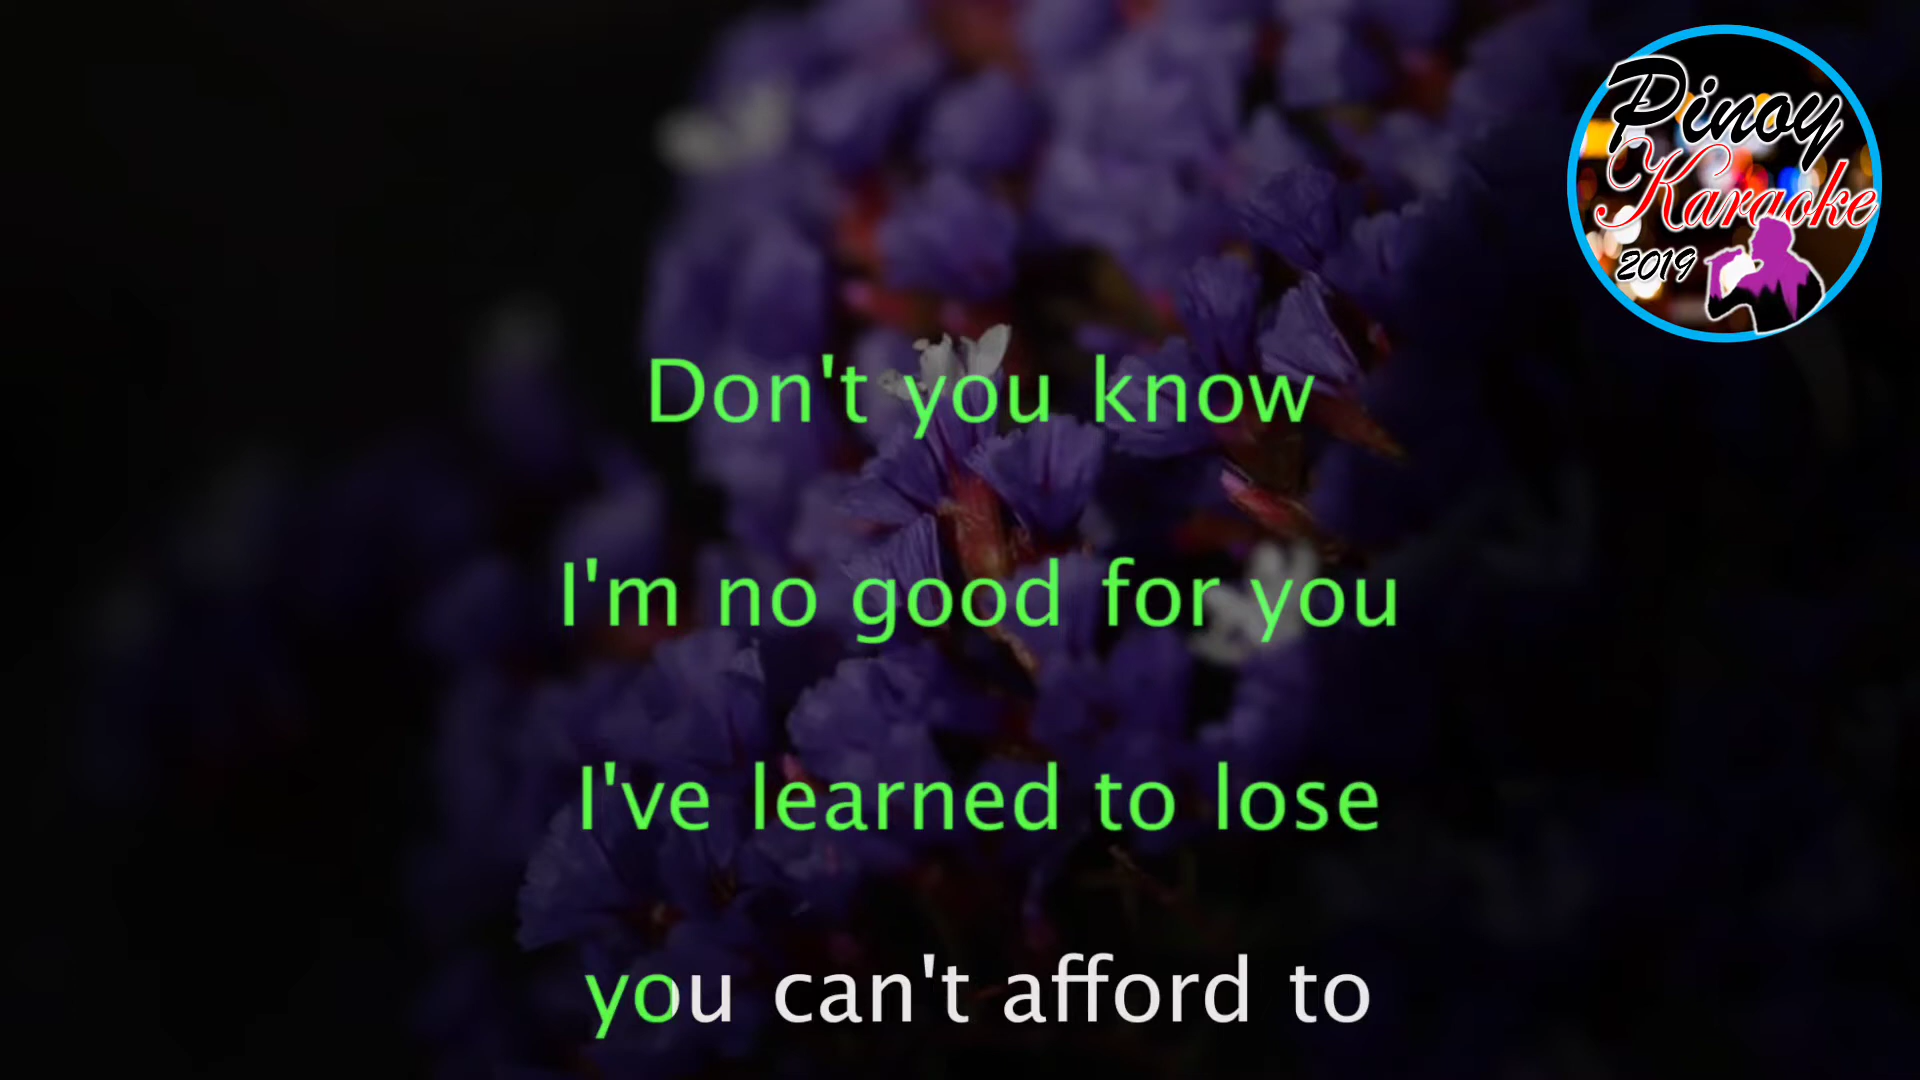 Pinoy
Karaoke
2019
Don't you know
I'm no good for you
I've learned to lose
you can't afford to